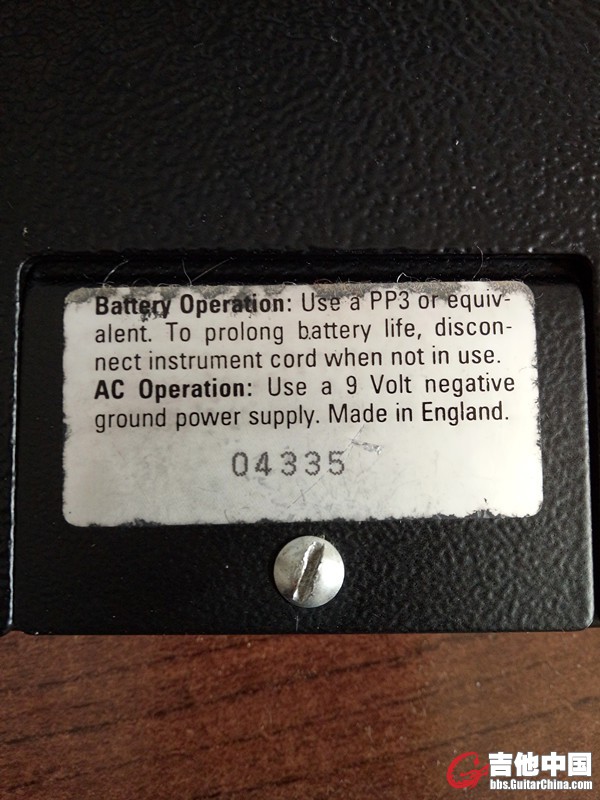 Battery Operation: Use a PP3 or equiv-
alent. To prolong battery life, discon-
nect instrument cord when not in use.
AC Operation: Use a 9 Volt negative
ground power supply. Made in England.
04335
吉他中国
bbs.GuitarChina.com